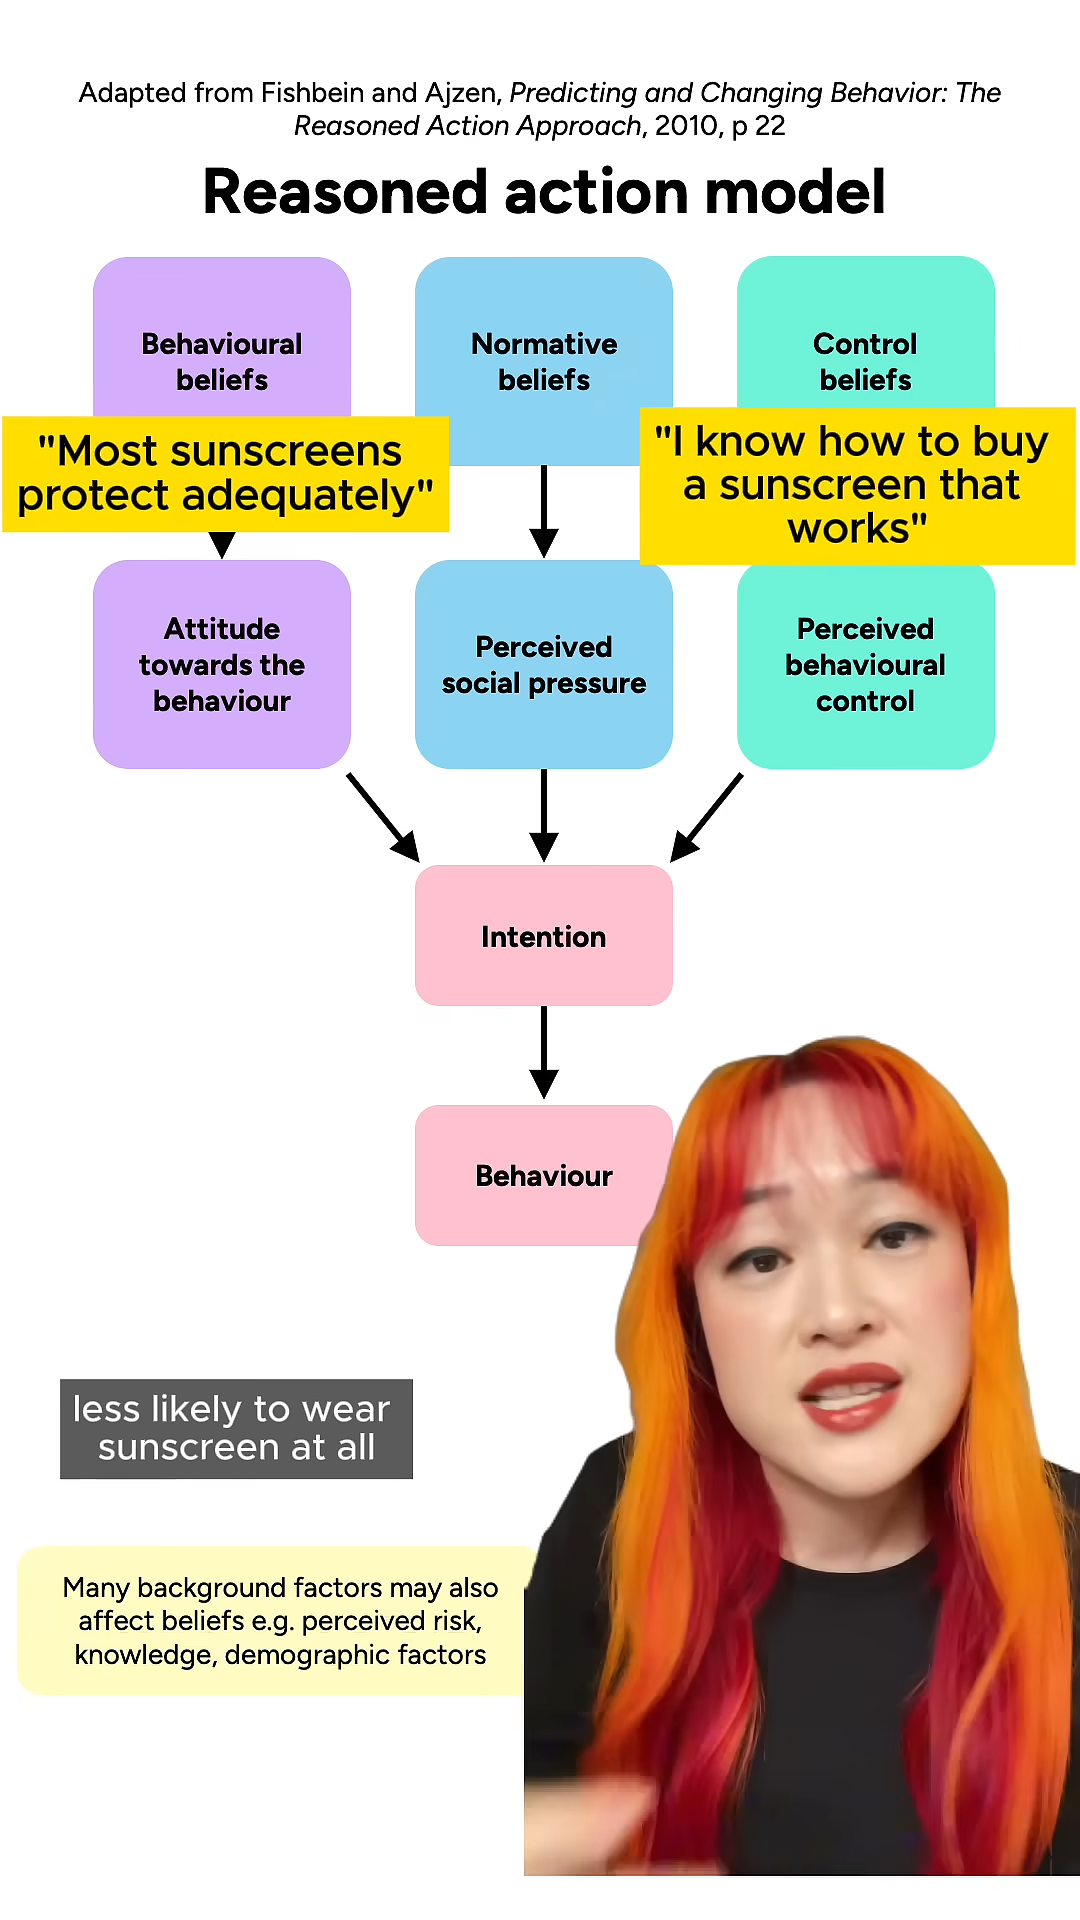 Adapted from Fishbein and Ajzen, Predicting and Changing Behavior: The
Reasoned Action Approach, 2010, p 22
Reasoned action model
Behavioural
beliefs
Normative
beliefs
Control
beliefs
"Most sunscreens
protect adequately"
"I know how to buy
a sunscreen that
works"
Attitude
towards the
behaviour
Perceived
social pressure
Perceived
behavioural
control
Intention
Behaviour
less likely to wear
sunscreen at all
Many background factors may also
affect beliefs e.g. perceived risk,
knowledge, demographic factors